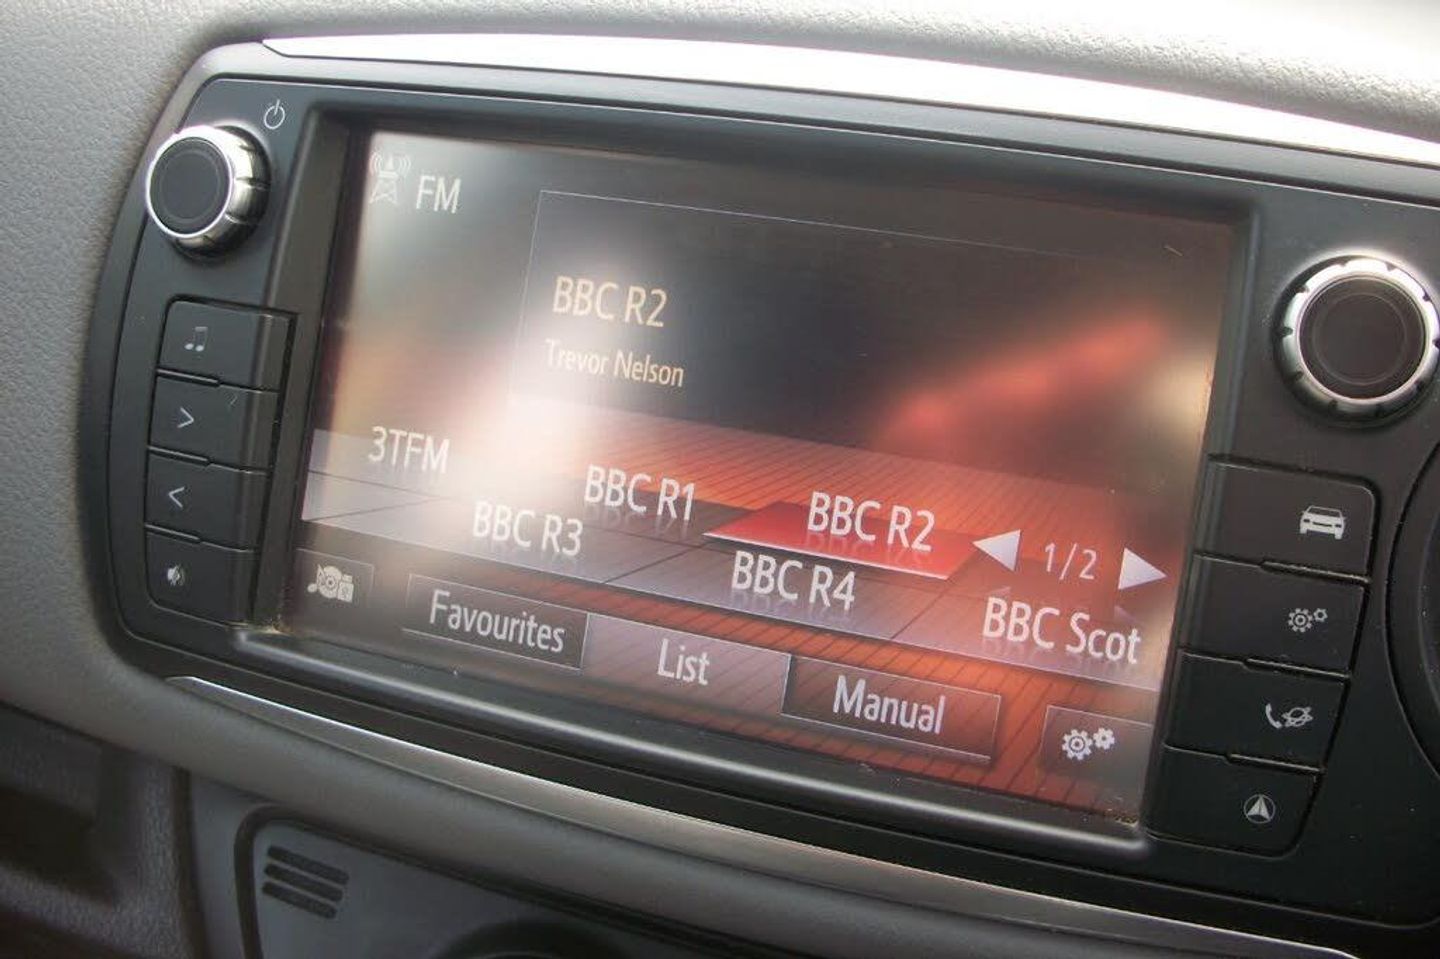 FM
BBC R2
Trevor Nelson
3TFM
BBC R1
BBC R2
1/2
BBC R3
BBC R4
BBC Scot
Favourites
List
Manual